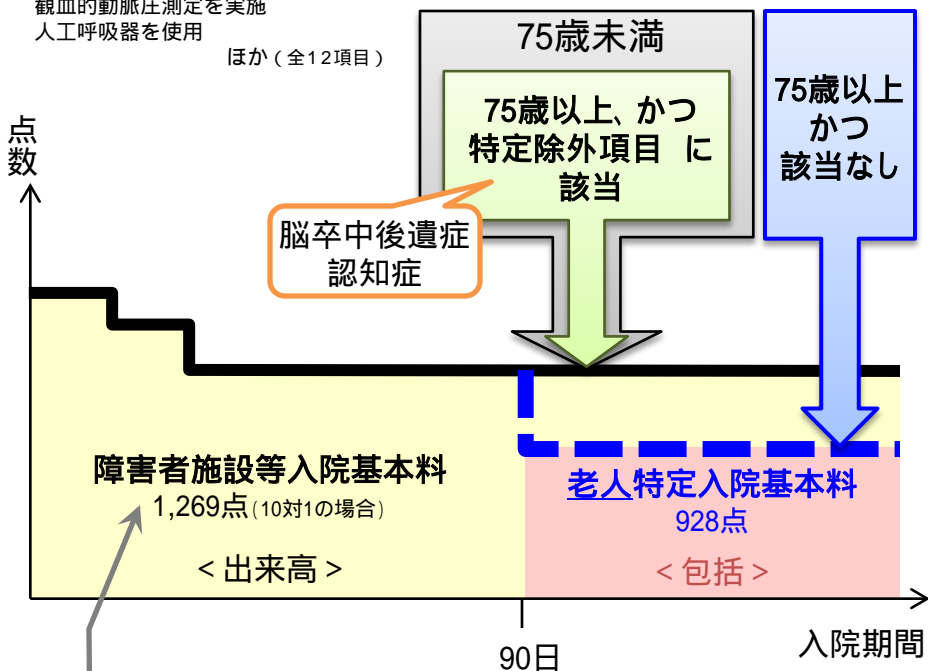 観血的動脈圧測定を実施
人工呼吸器を使用
ほか(全12項目)
75歳未満
75歳以上、かつ
特定除外項目 に
該当
75歳以上
かつ
該当なし
点
数
脳卒中後遺症
認知症
障害者施設等入院基本料
1,269点(10対1の場合)
<出来高>
老人特定入院基本料
928点
<包括>
90日
入院期間